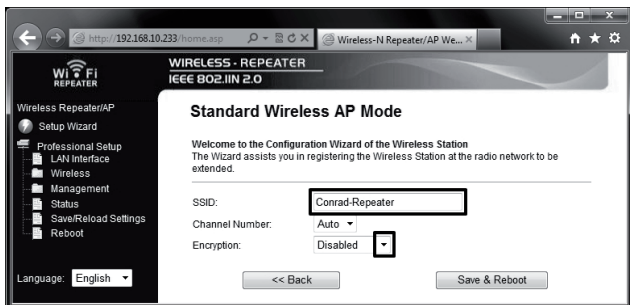 http://192.168.10.233/home.asp
Wireless-N Repeater/AP We...
Wi Fi
REPEATER
WIRELESS - REPEATER
IEEE 802.11N 2.0
Wireless Repeater/AP
Setup Wizard
Professional Setup
LAN Interface
Wireless
Management
Status
Save/Reload Settings
Reboot
Language: English
Standard Wireless AP Mode
Welcome to the Configuration Wizard of the Wireless Station
The Wizard assists you in registering the Wireless Station at the radio network to be
extended.
SSID: Conrad-Repeater
Channel Number: Auto
Encryption: Disabled
<< Back
Save & Reboot